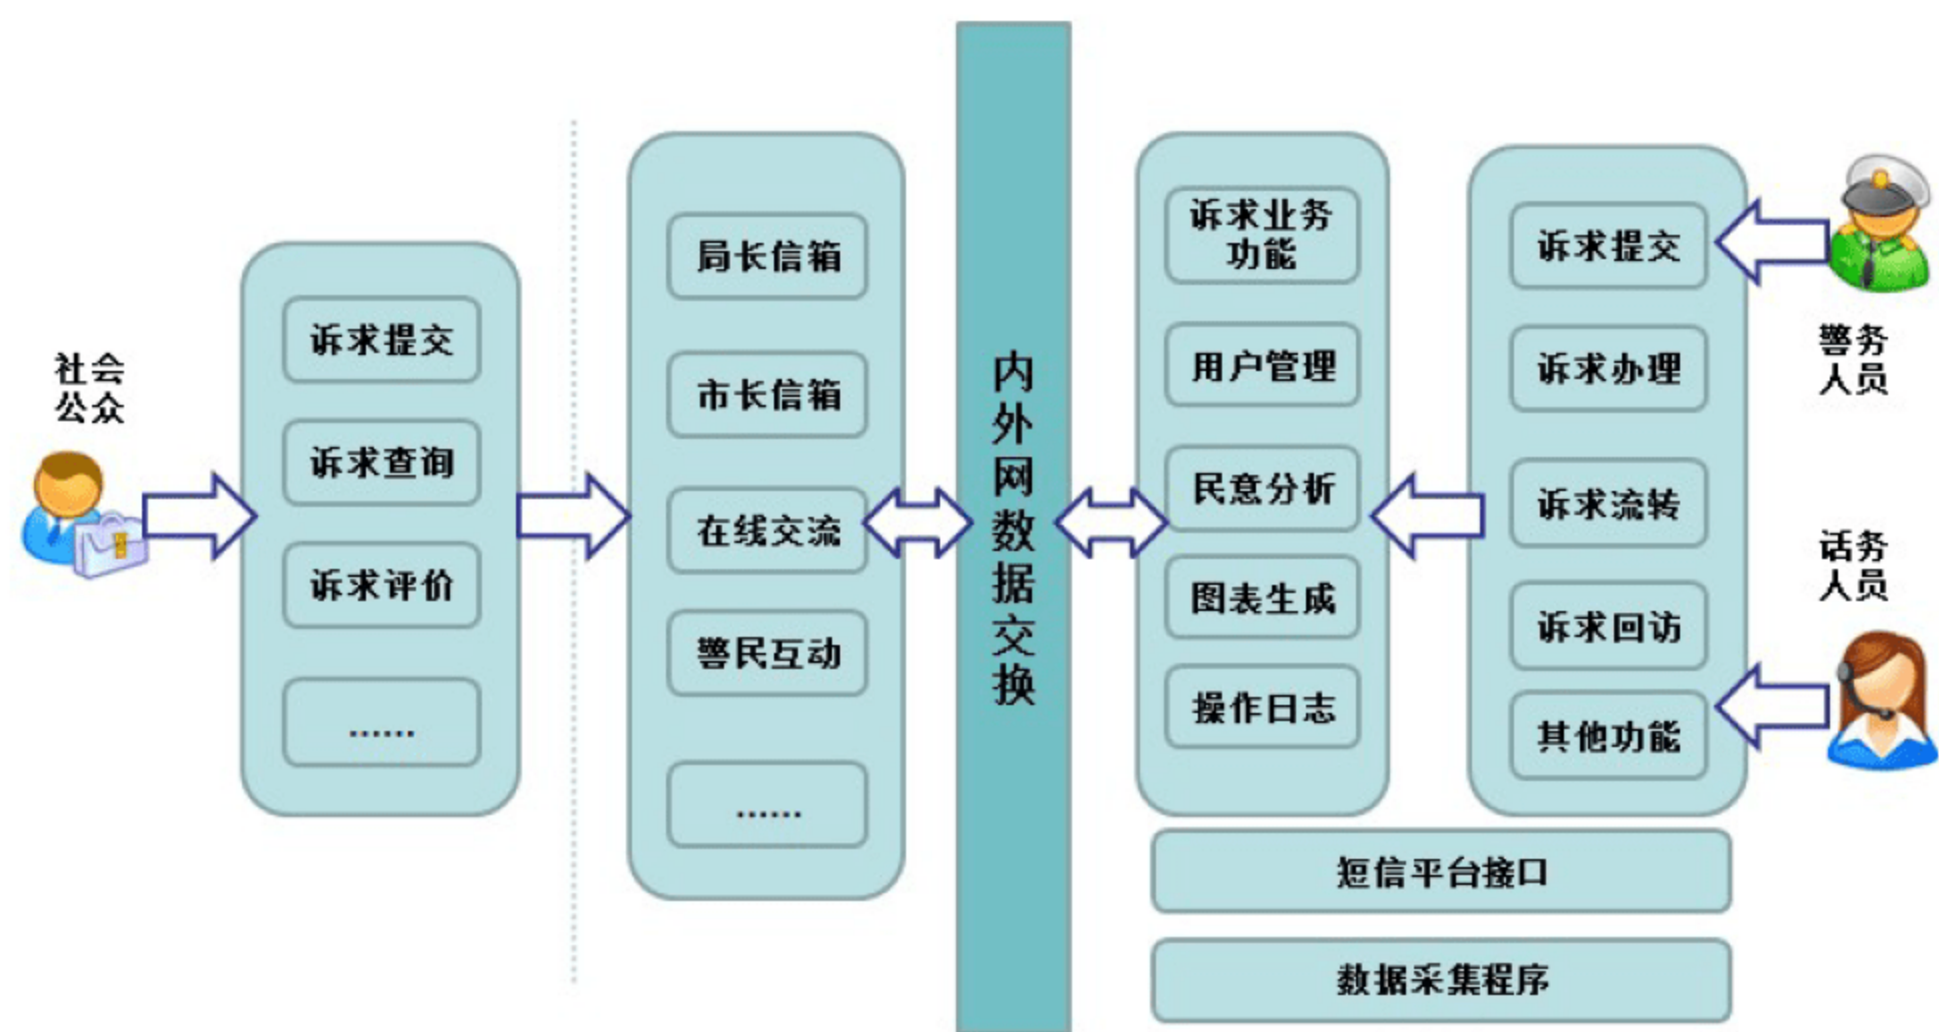 社会
公众
诉求提交
诉求查询
诉求评价
......
局长信箱
市长信箱
在线交流
警民互动
......
内
外
网
数
据
交
换
诉求业务
功能
用户管理
民意分析
图表生成
操作日志
诉求提交
诉求办理
诉求流转
诉求回访
其他功能
警务
人员
话务
人员
短信平台接口
数据采集程序